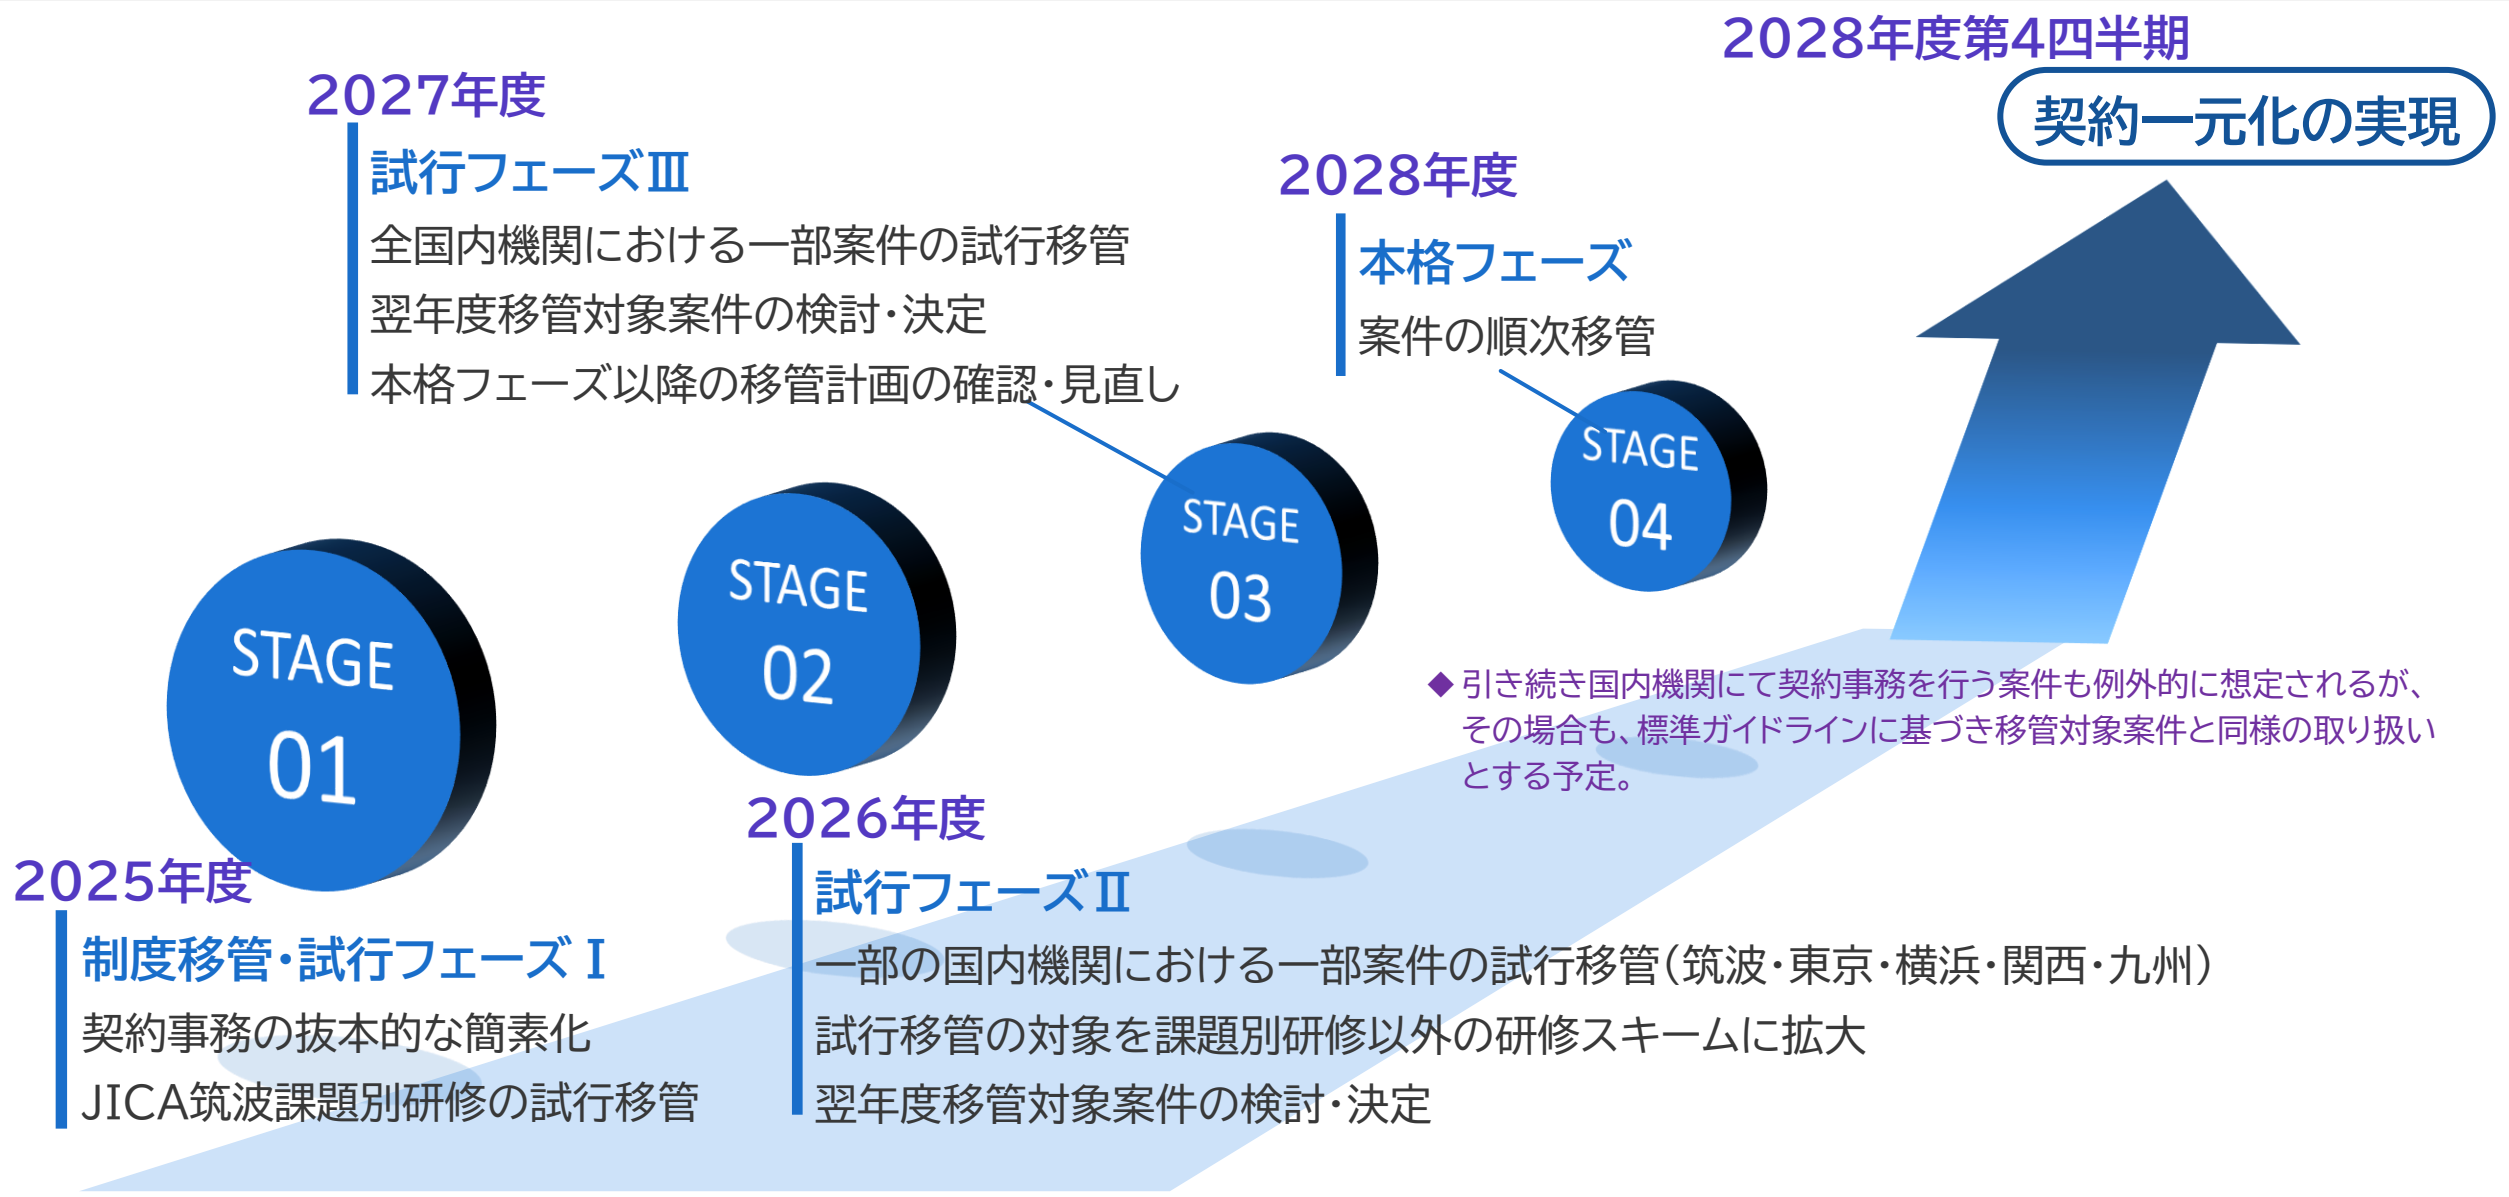 2028年度第4四半期
契約一元化の実現
2027年度
試行フェーズⅢ
全国内機関における一部案件の試行移管
翌年度移管対象案件の検討･決定
本格フェーズ以降の移管計画の確認･見直し
2028年度
本格フェーズ
案件の順次移管
STAGE
04
STAGE
03
STAGE
02
STAGE
01
◆引き続き国内機関にて契約事務を行う案件も例外的に想定されるが、
その場合も、標準ガイドラインに基づき移管対象案件と同様の取り扱い
とする予定。
2025年度
制度移管･試行フェーズⅠ
契約事務の抜本的な簡素化
JICA筑波課題別研修の試行移管
2026年度
試行フェーズⅡ
一部の国内機関における一部案件の試行移管(筑波･東京･横浜･関西･九州)
試行移管の対象を課題別研修以外の研修スキームに拡大
翌年度移管対象案件の検討･決定